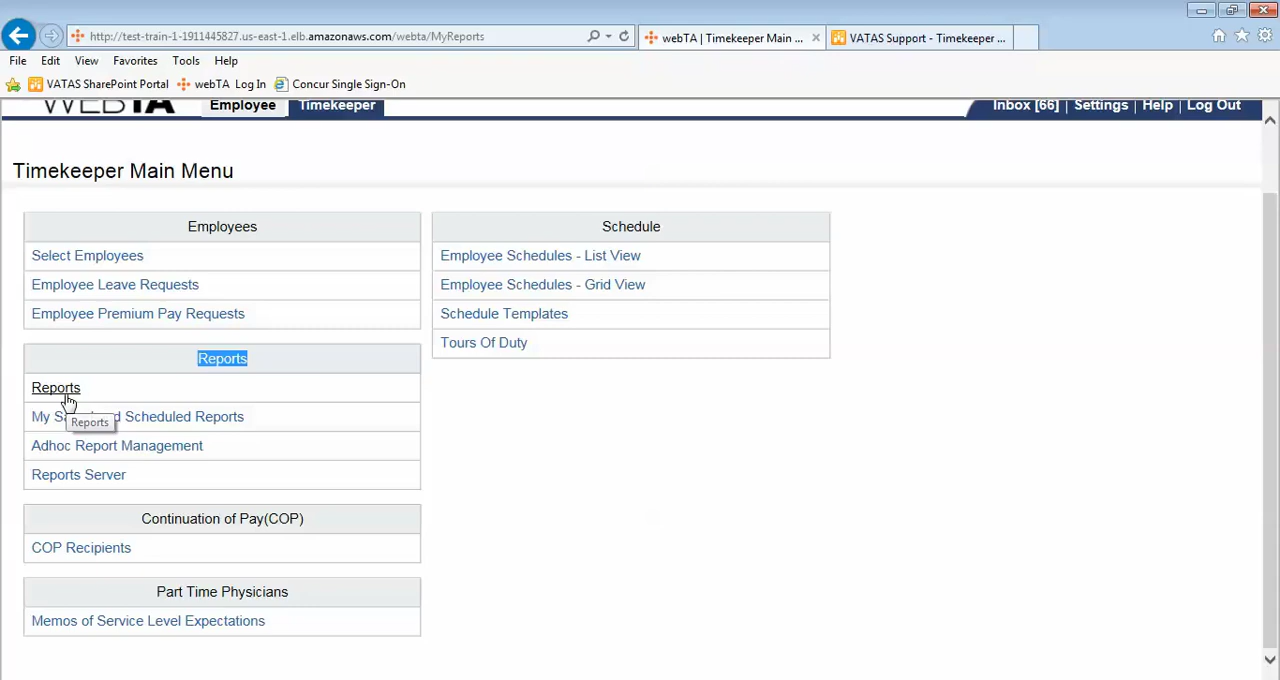 http://test-train-1-1911445827.us-east-1.elb.amazonaws.com/webta/MyReports
webTA | Timekeeper Main ...
VATAS Support - Timekeeper ...
File Edit View Favorites Tools Help
VATAS SharePoint Portal webTA Log In Concur Single Sign-On
WEBTA Employee Timekeeper Inbox [66] | Settings | Help | Log Out
Timekeeper Main Menu
Employees
Select Employees
Employee Leave Requests
Employee Premium Pay Requests
Reports
Reports
My Sa d Scheduled Reports
Reports
Adhoc Report Management
Reports Server
Continuation of Pay(COP)
COP Recipients
Part Time Physicians
Memos of Service Level Expectations
Schedule
Employee Schedules - List View
Employee Schedules - Grid View
Schedule Templates
Tours Of Duty